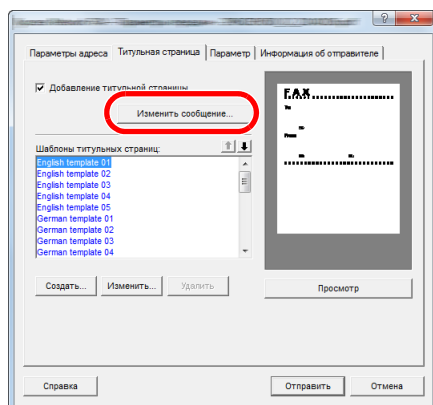 Параметры адреса Титульная страница Параметр Информация об отправителе
Добавление титульной страницы
Изменить сообщение...
Шаблоны титульных страниц:
English template 01
English template 02
English template 03
English template 04
English template 05
German template 01
German template 02
German template 03
German template 04
Создать... Изменить... Удалить
FAX
To:
From:
Просмотр
Справка Отправить Отмена